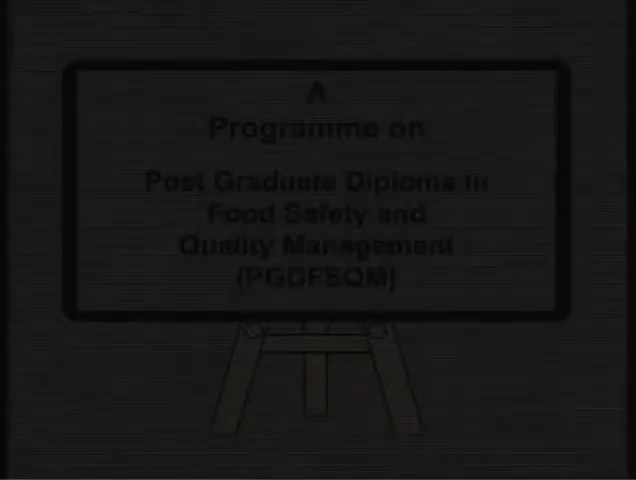 A
Programme on
Post Graduate Diploma in
Food Safety and
Quality Management
(PGDFSQM)